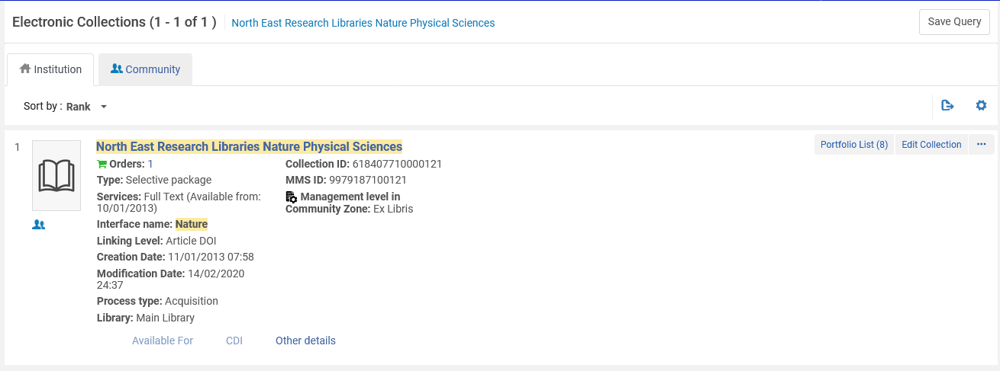 Electronic Collections (1 - 1 of 1 ) North East Research Libraries Nature Physical Sciences Save Query
Institution Community
Sort by : Rank
1 North East Research Libraries Nature Physical Sciences Portfolio List (8) Edit Collection ...
Orders: 1 Collection ID: 618407710000121
Type: Selective package MMS ID: 9979187100121
Services: Full Text (Available from: Management level in
10/01/2013) Community Zone: Ex Libris
Interface name: Nature
Linking Level: Article DOI
Creation Date: 11/01/2013 07:58
Modification Date: 14/02/2020
24:37
Process type: Acquisition
Library: Main Library
Available For CDI Other details